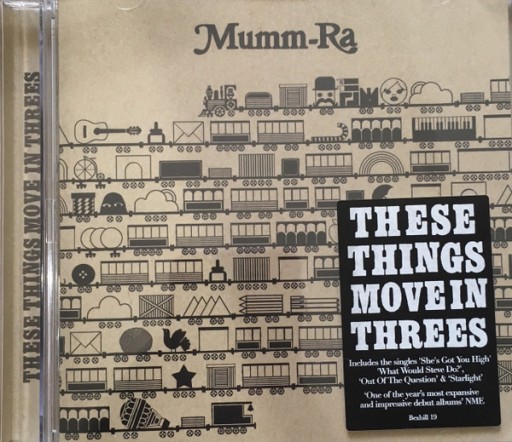 Mumm-Ra
THESE THINGS MOVE IN THREES
THESE
THINGS
MOVE IN
THREES
Includes the singles 'She's Got You High'
'What Would Steve Do?',
'Out Of The Question' & 'Starlight'
'One of the year's most expansive
and impressive debut albums' NME
Bexhill 19